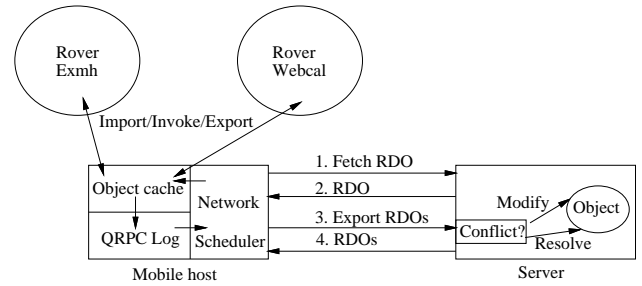 Rover
Exmh
Rover
Webcal
Import/Invoke/Export
Object cache
QRPC Log
Network
Scheduler
Mobile host
1. Fetch RDO
2. RDO
3. Export RDOs
4. RDOs
Conflict?
Modify
Resolve
Object
Server